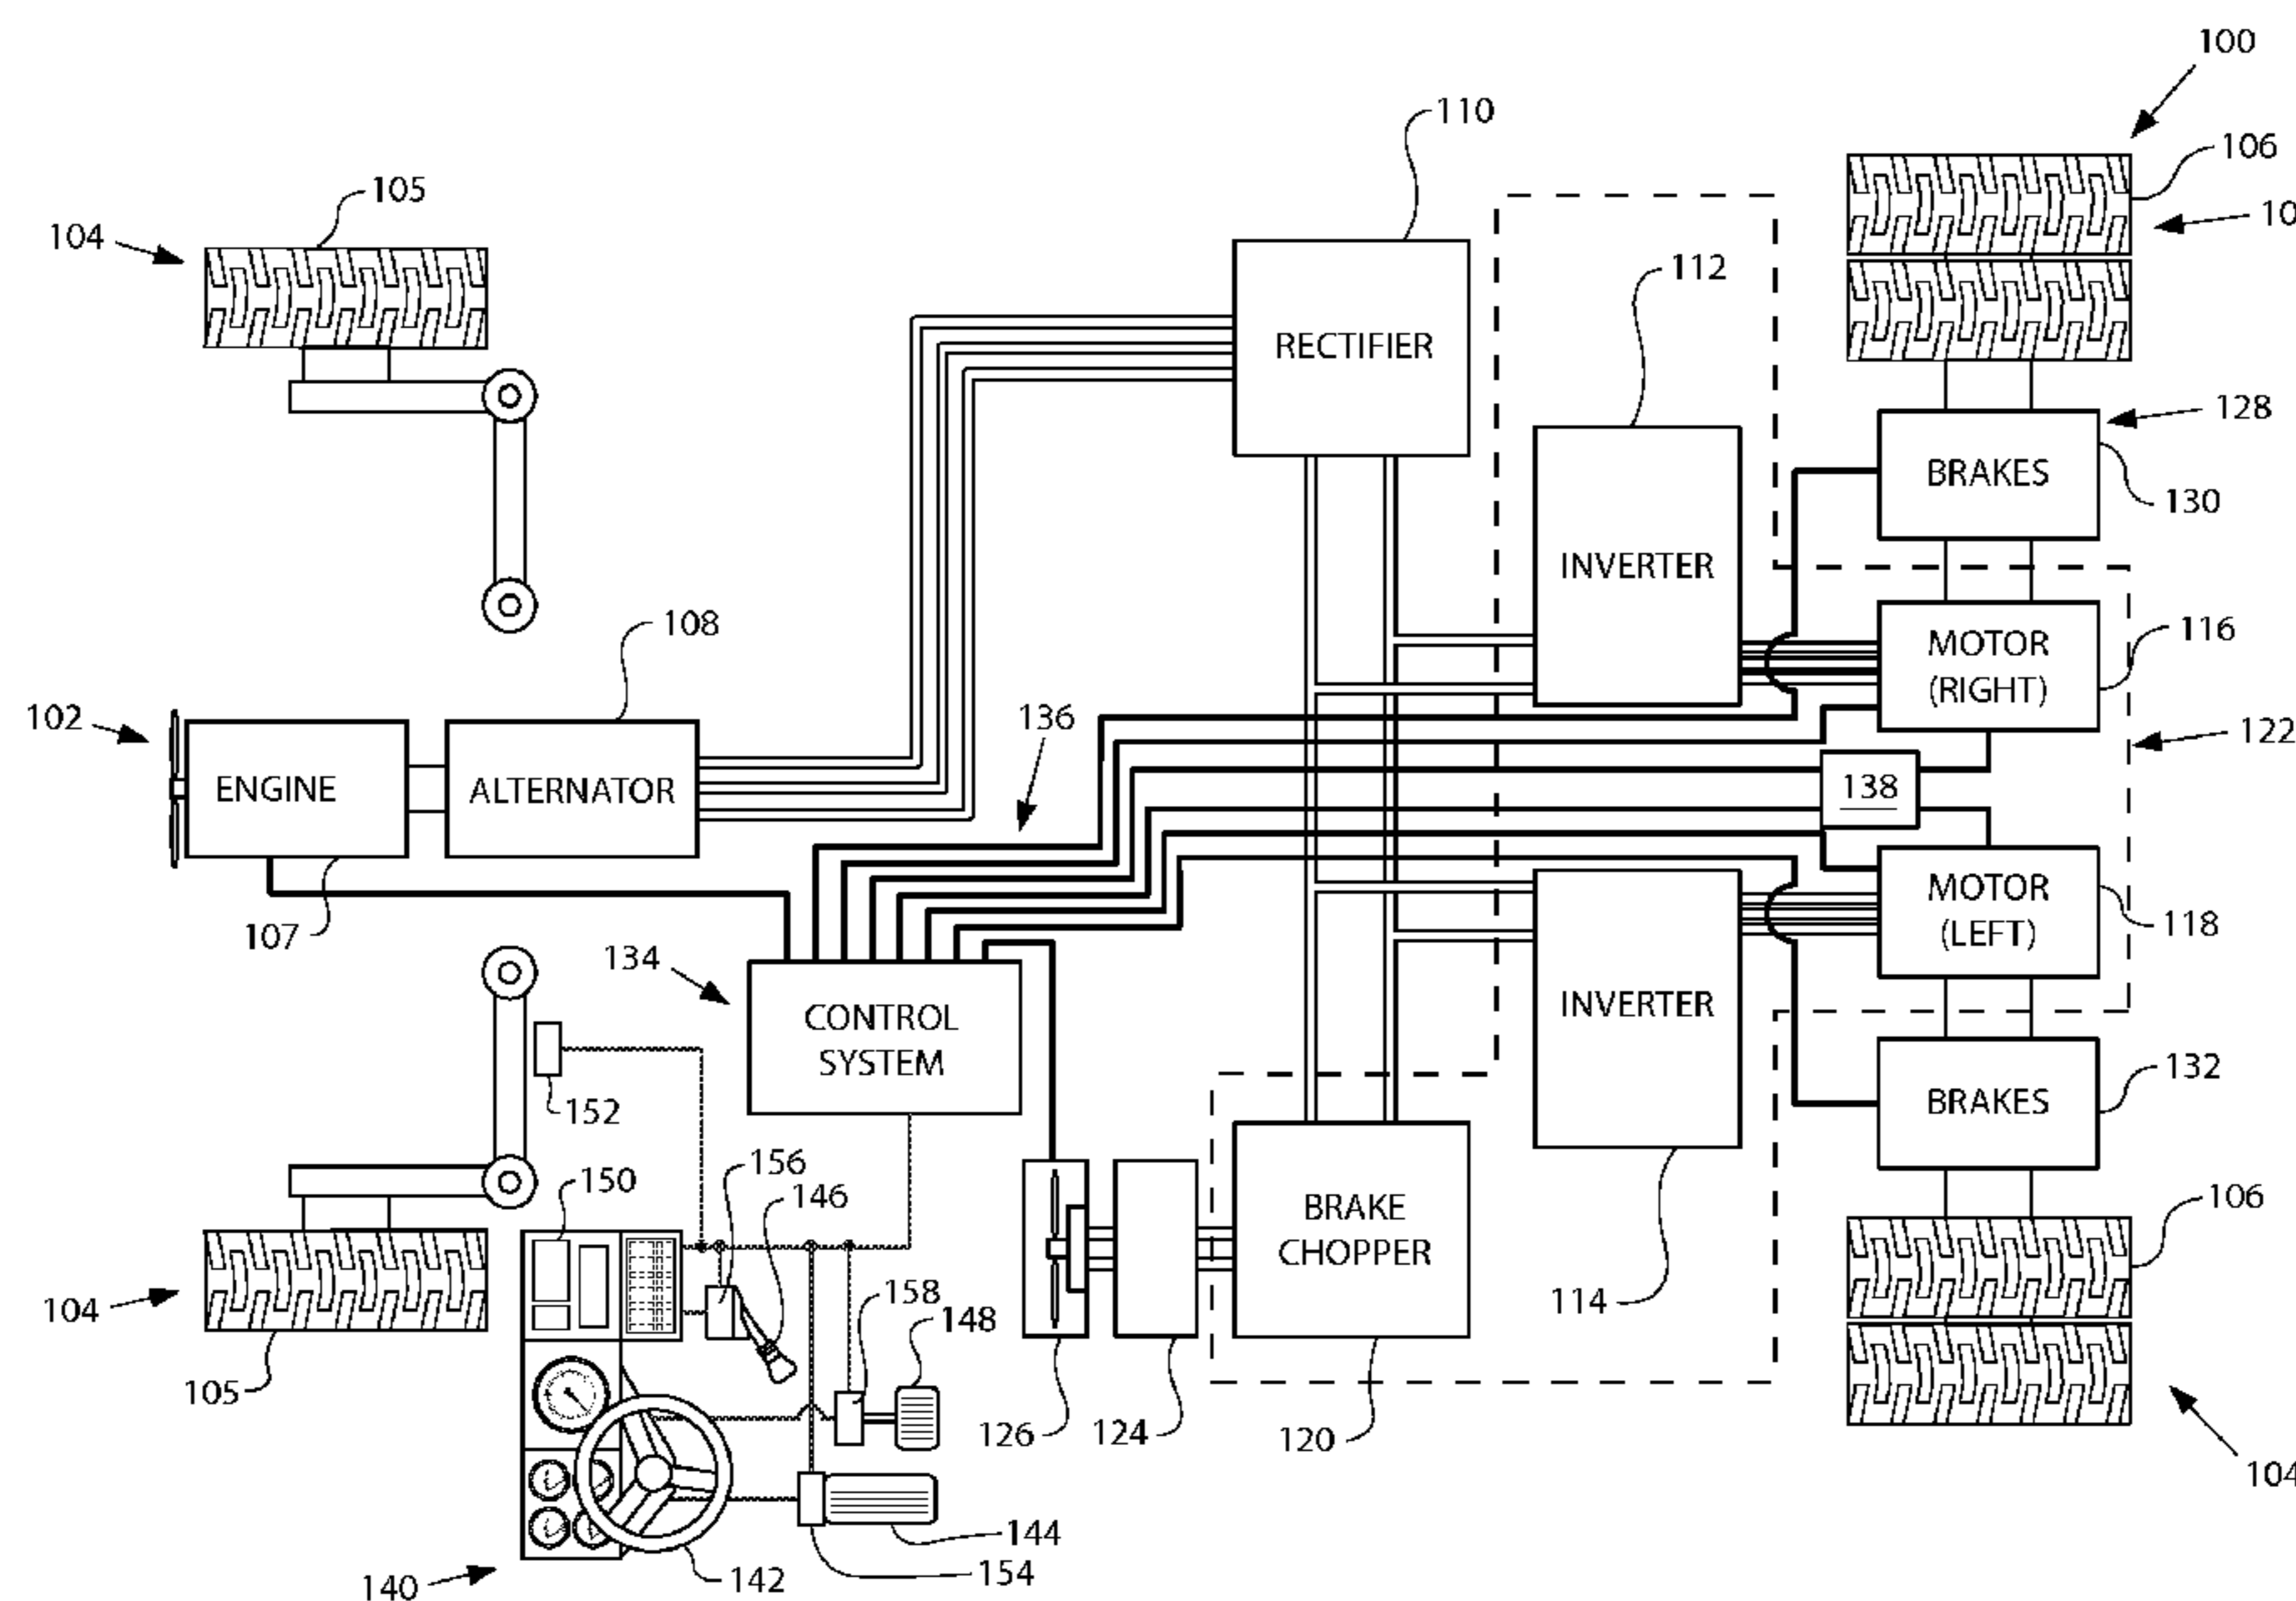 100
110
106
105
10
104
112
RECTIFIER
128
BRAKES
130
INVERTER
108
MOTOR
(RIGHT)
116
102
136
122
ENGINE
ALTERNATOR
138
MOTOR
(LEFT)
118
107
134
CONTROL
SYSTEM
INVERTER
132
BRAKES
152
156
150
146
106
BRAKE
CHOPPER
158
148
114
104
105
126
124
120
104
144
154
142
140